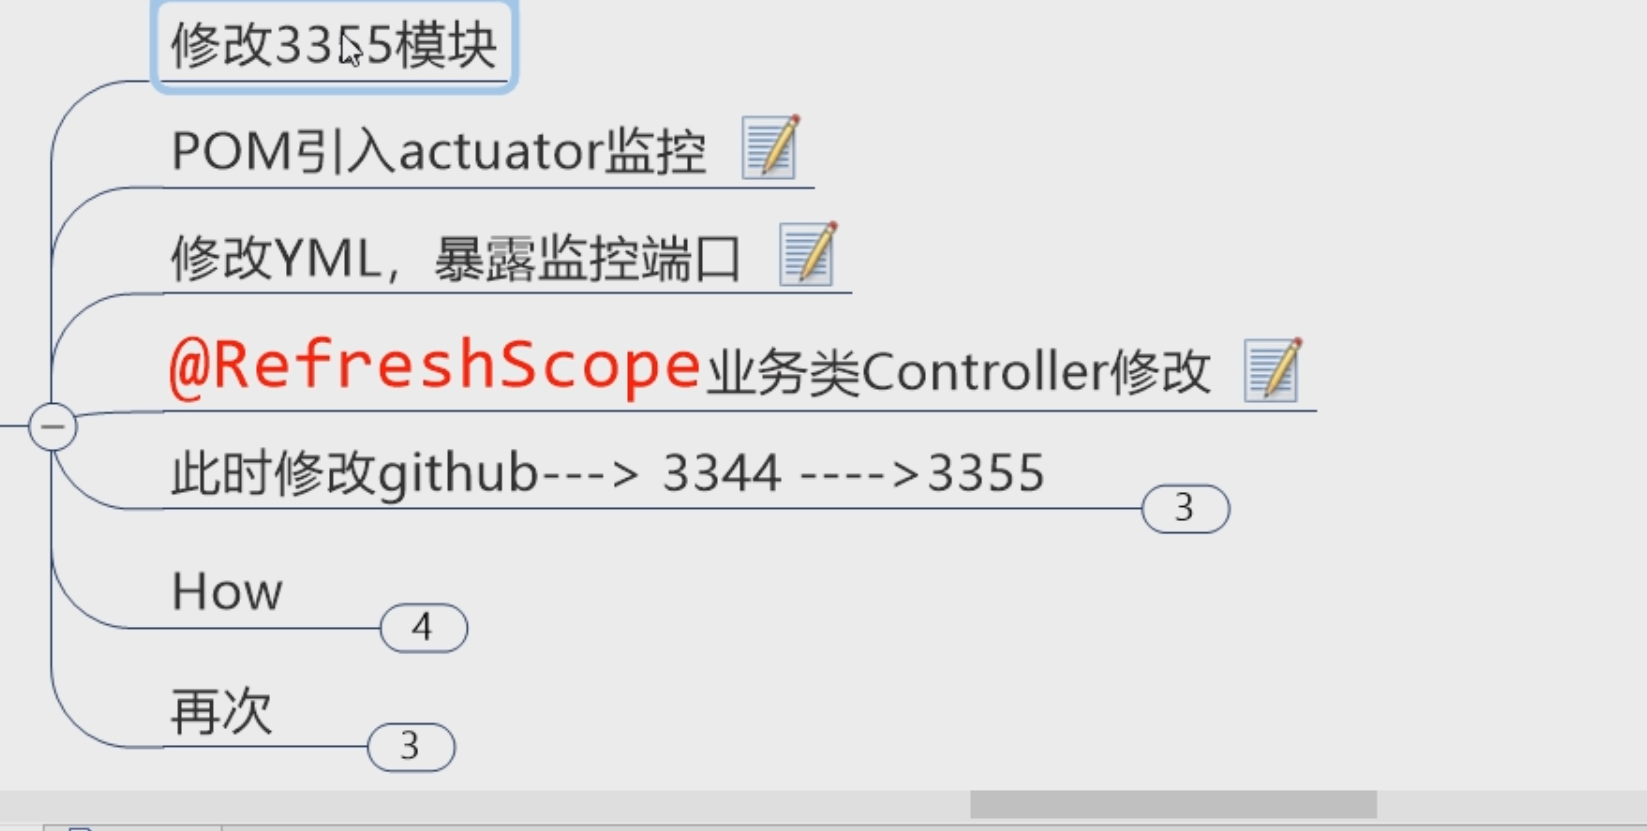 修改3355模块
POM引入actuator监控
修改YML，暴露监控端口
@RefreshScope业务类Controller修改
此时修改github---> 3344 ---->3355
3
How
4
再次
3